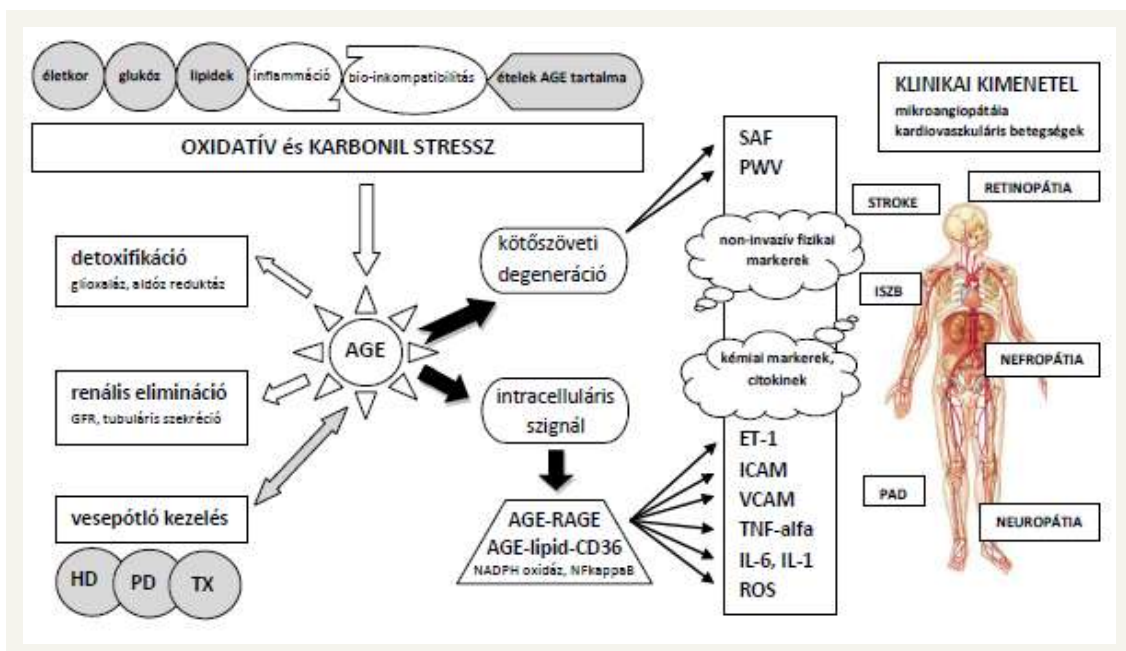 életkor
glukóz
lipidek
inflammáció
bio-inkompatibilitás
ételek AGE tartalma
OXIDATÍV és KARBONIL STRESSZ
detoxifikáció
glioxaláz, aldóz reduktáz
renális elimináció
GFR, tubuláris szekréció
vesepótló kezelés
HD
PD
TX
AGE
kötőszöveti
degeneráció
intracelluláris
szignál
AGE-RAGE
AGE-lipid-CD36
NADPH oxidáz, NFkappaB
SAF
PWV
non-invazív fizikai
markerek
kémiai markerek,
citokinek
ET-1
ICAM
VCAM
TNF-alfa
IL-6, IL-1
ROS
KLINIKAI KIMENETEL
mikroangiopátáia
kardiovaszkuláris betegségek
RETINOPÁTIA
STROKE
ISZB
NEFROPÁTIA
PAD
NEUROPÁTIA